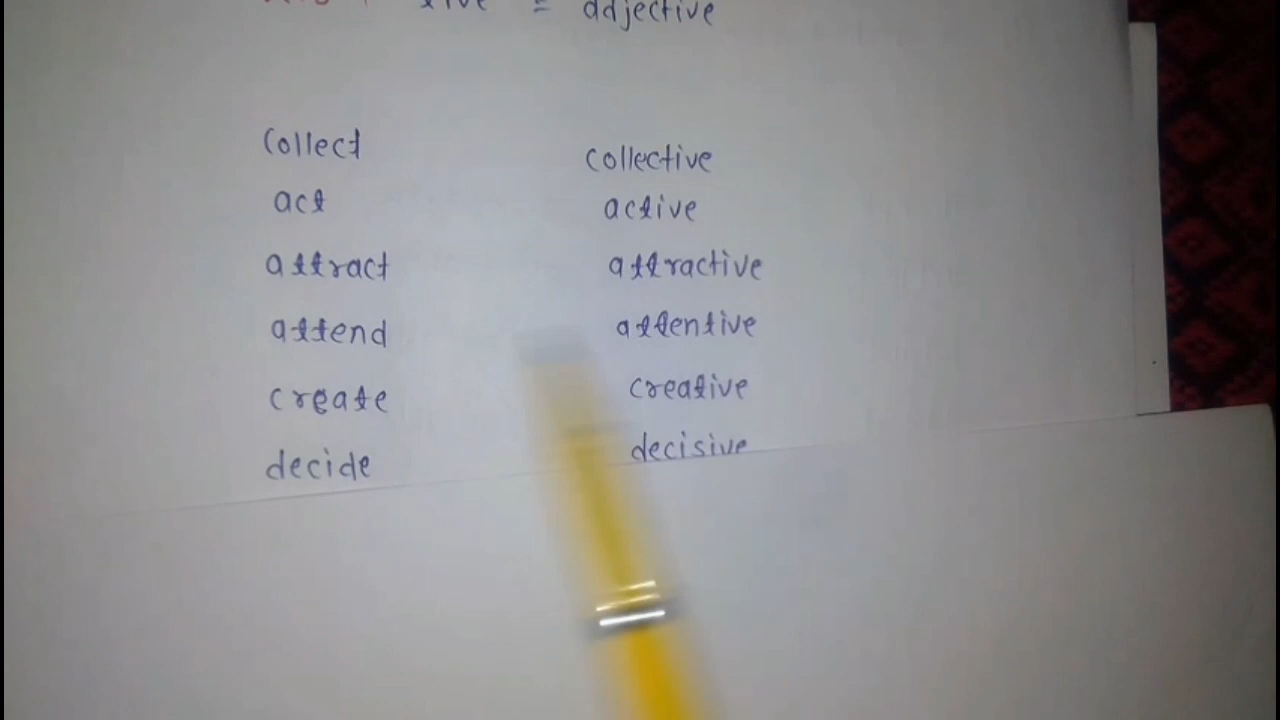 = adjective
collect collective
act active
attract attractive
attend attentive
create creative
decide decisive